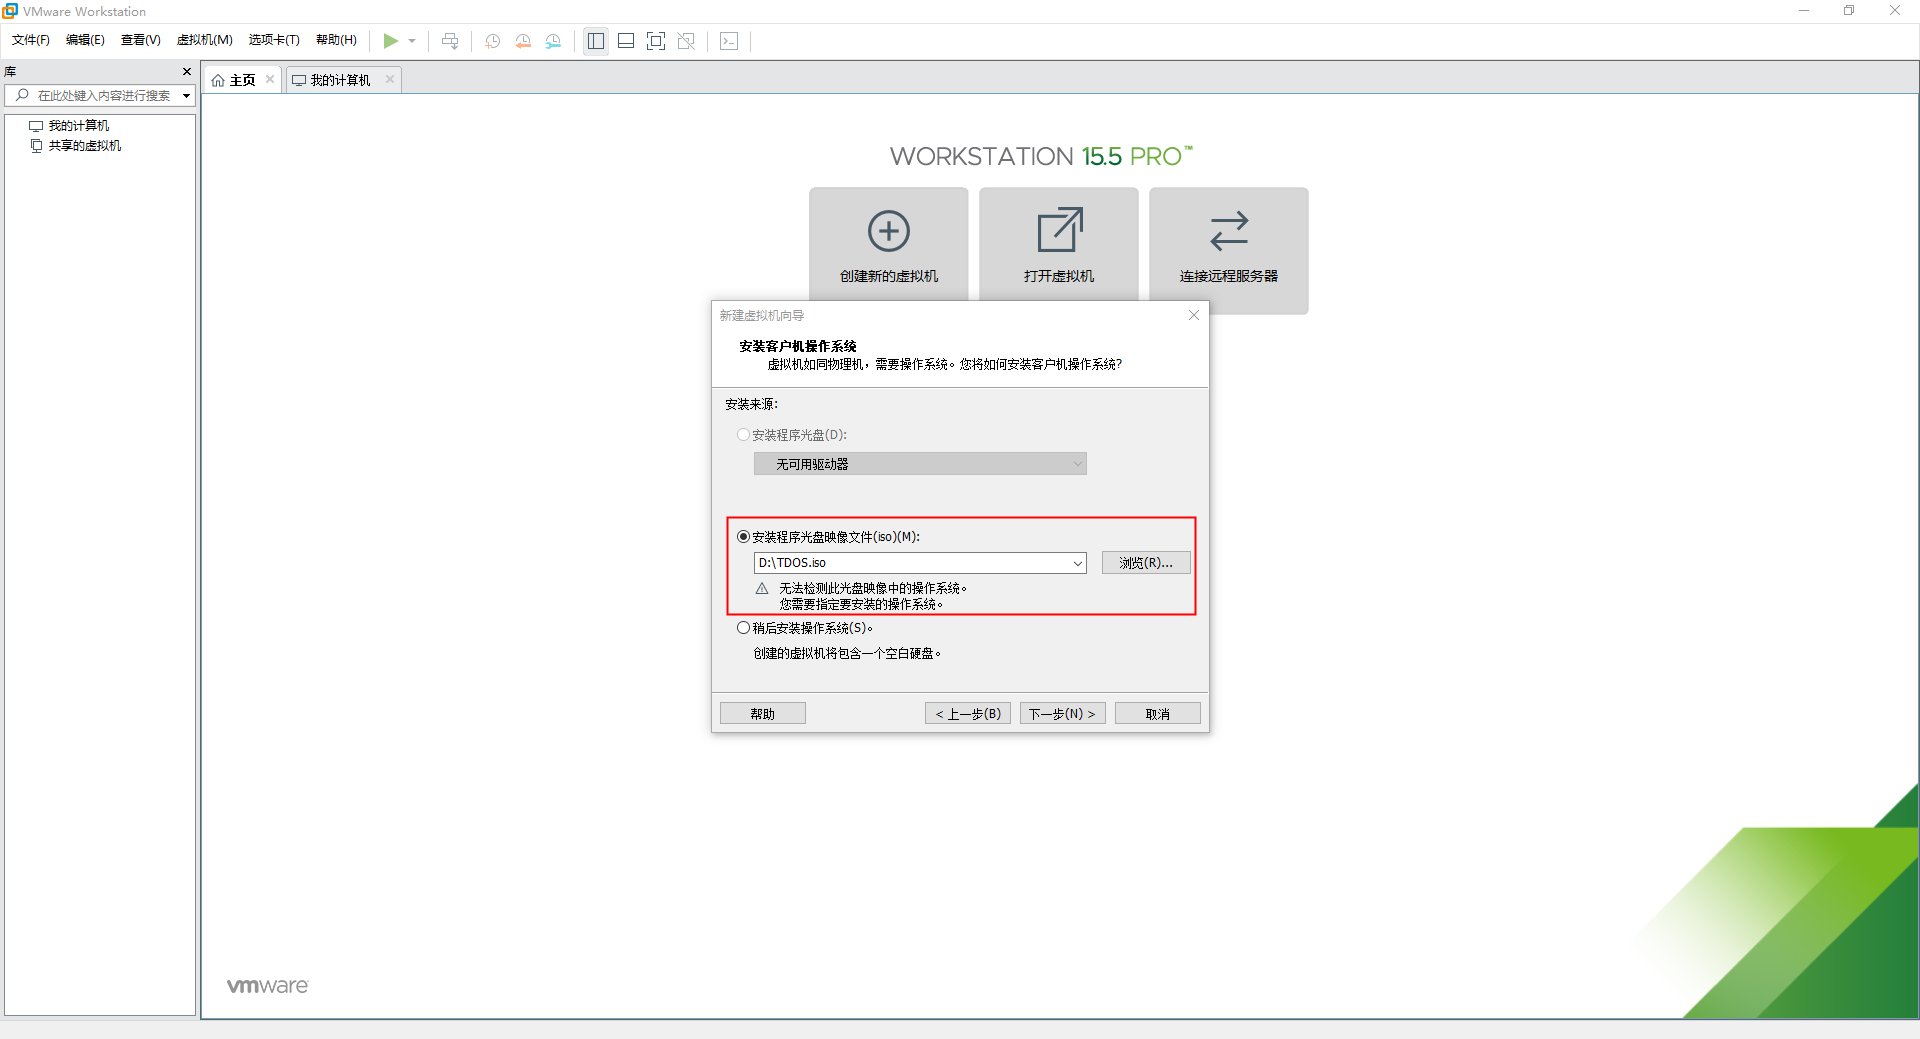 VMware Workstation
文件(F) 编辑(E) 查看(V) 虚拟机(M) 选项卡(T) 帮助(H)
库
在此处键入内容进行搜索
我的计算机
共享的虚拟机
主页 我的计算机
WORKSTATION 15.5 PRO™
创建新的虚拟机 打开虚拟机 连接远程服务器
新建虚拟机向导
安装客户机操作系统
虚拟机如同物理机，需要操作系统。您将如何安装客户机操作系统?
安装来源:
安装程序光盘(D):
无可用驱动器
安装程序光盘映像文件(iso)(M):
D:\TDOS.iso 浏览(R)...
无法检测此光盘映像中的操作系统。
您需要指定要安装的操作系统。
稍后安装操作系统(S)。
创建的虚拟机将包含一个空白硬盘。
帮助 < 上一步(B) 下一步(N) > 取消
vmware